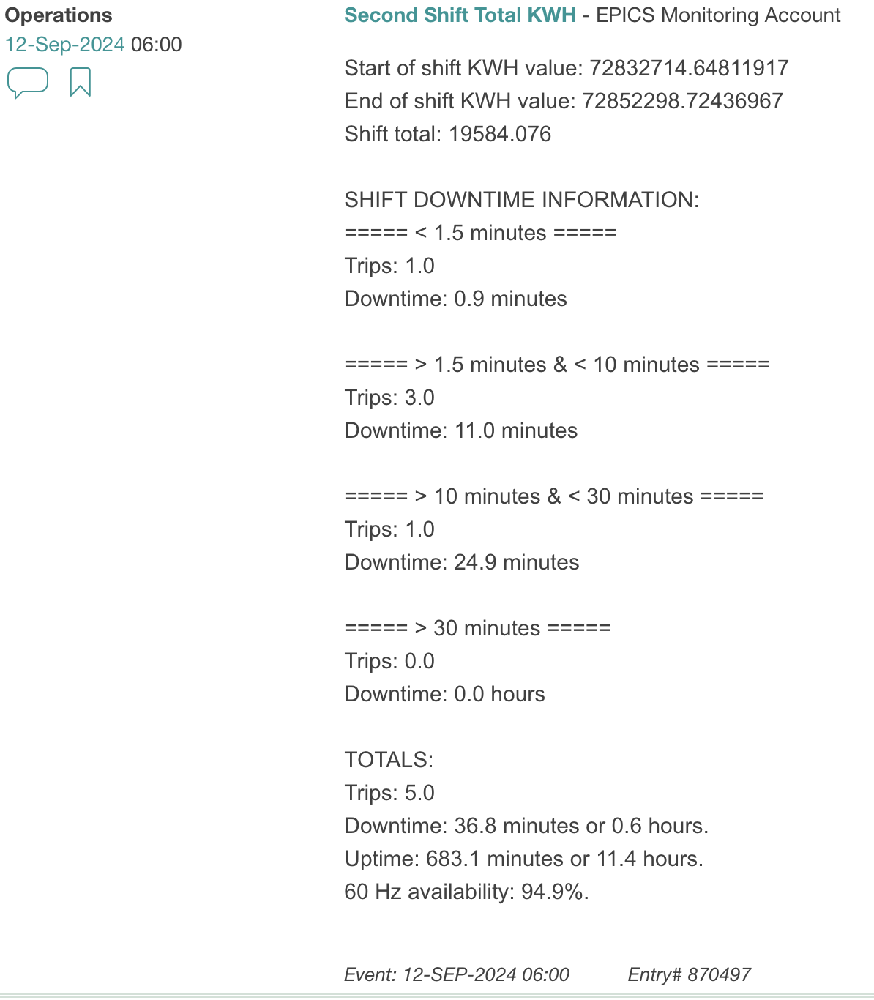 Operations
12-Sep-2024 06:00
Second Shift Total KWH - EPICS Monitoring Account
Start of shift KWH value: 72832714.64811917
End of shift KWH value: 72852298.72436967
Shift total: 19584.076
SHIFT DOWNTIME INFORMATION:
===== < 1.5 minutes =====
Trips: 1.0
Downtime: 0.9 minutes
===== > 1.5 minutes & < 10 minutes =====
Trips: 3.0
Downtime: 11.0 minutes
===== > 10 minutes & < 30 minutes =====
Trips: 1.0
Downtime: 24.9 minutes
===== > 30 minutes =====
Trips: 0.0
Downtime: 0.0 hours
TOTALS:
Trips: 5.0
Downtime: 36.8 minutes or 0.6 hours.
Uptime: 683.1 minutes or 11.4 hours.
60 Hz availability: 94.9%.
Event: 12-SEP-2024 06:00 Entry# 870497